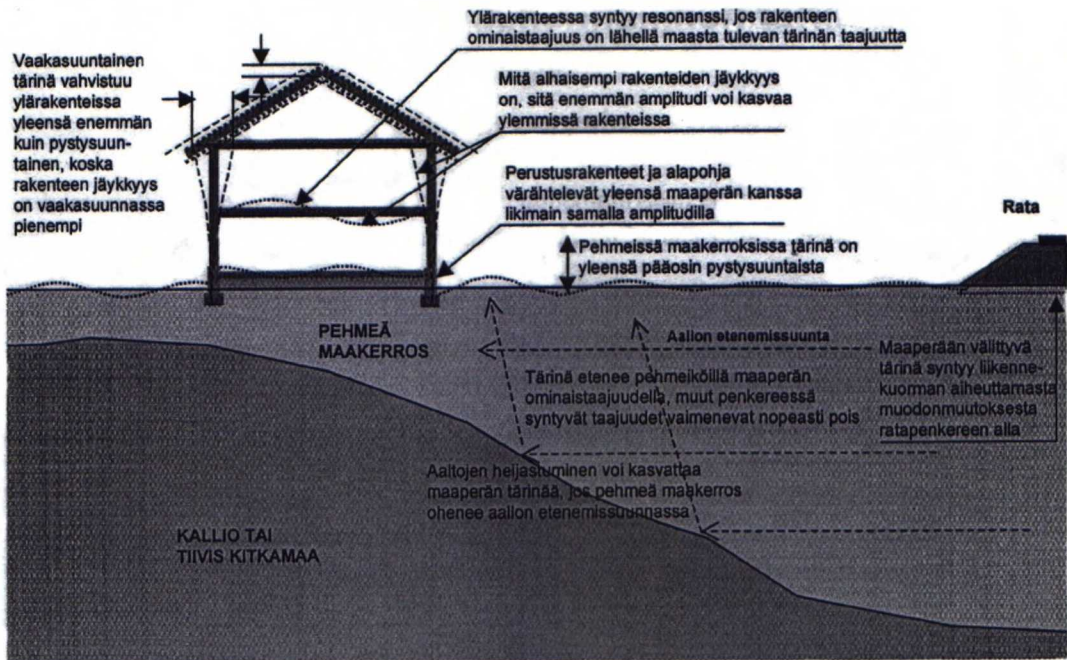 Ylärakenteessa syntyy resonanssi, jos rakenteen
ominaistaajuus on lähellä maasta tulevan tärinän taajuutta
Vaakasuuntainen
tärinä vahvistuu
ylärakenteissa
yleensä enemmän
kuin pystysuun-
tainen, koska
rakenteen jäykkyys
on vaakasuunnassa
pienempi
Mitä alhaisempi rakenteiden jäykkyys
on, sitä enemmän amplitudi voi kasvaa
ylemmissä rakenteissa
Perustusrakenteet ja alapohja
värähtelevät yleensä maaperän kanssa
likimain samalla amplitudilla
Rata
Pehmeissä maakerroksissa tärinä on
yleensä pääosin pystysuuntaista
PEHMEÄ
MAAKERROS
Aallon etenemissuunta
Tärinä etenee pehmeiköillä maaperän
ominaistaajuudella, muut penkereessä
syntyvät taajuudet vaimenevat nopeasti pois
Maaperään välittyvä
tärinä syntyy liikenne-
kuorman aiheuttamasta
muodonmuutoksesta
ratapenkereen alla
Aaltojen heijastuminen voi kasvattaa
maaperän tärinää, jos pehmeä maakerros
ohenee aallon etenemissuunnassa
KALLIO TAI
TIIVIS KITKAMAA